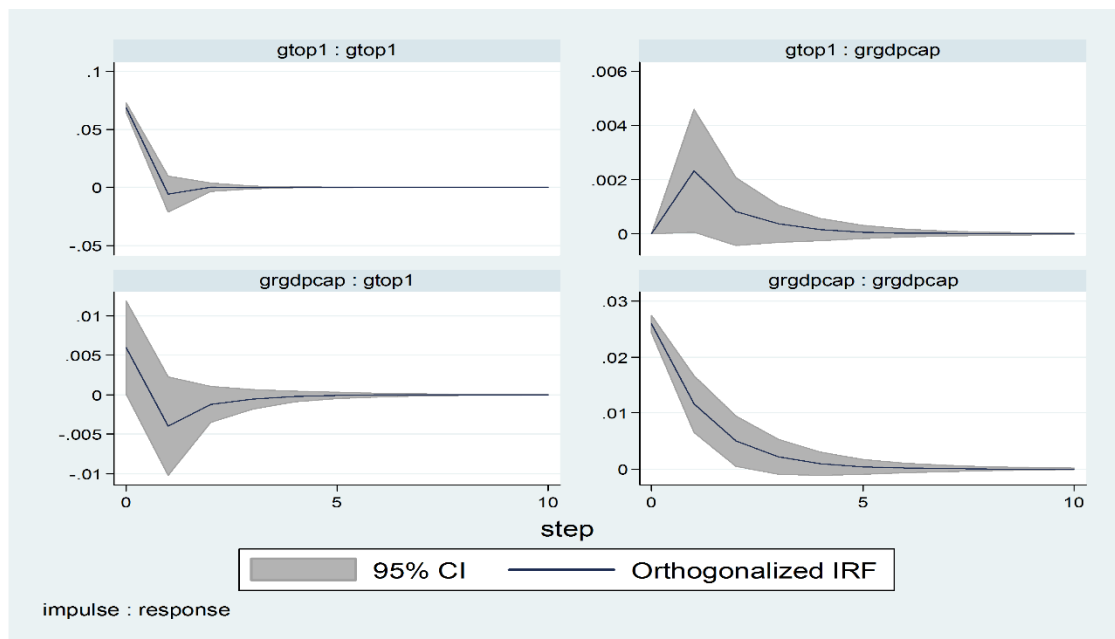 gtop1 : gtop1
gtop1 : grgdpcap
.1
.05
0
-.05
.006
.004
.002
0
grgdpcap : gtop1
grgdpcap : grgdpcap
.01
.005
0
-.005
-.01
.03
.02
.01
0
0 5 10
0 5 10
step
95% CI Orthogonalized IRF
impulse : response